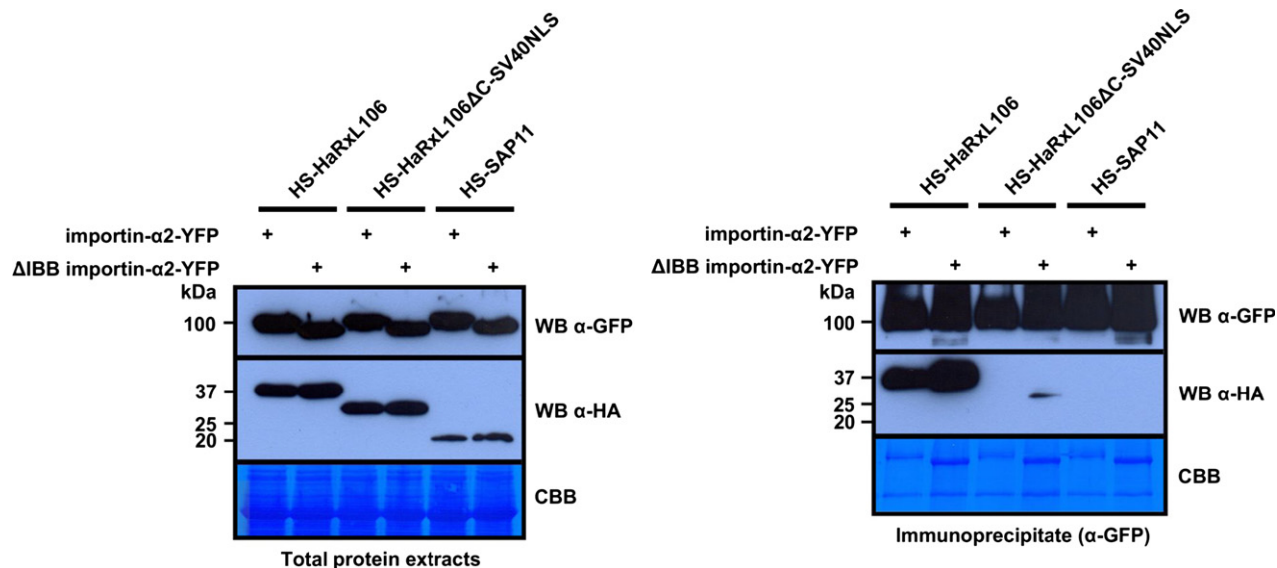 HS-HaRxL106
HS-HaRxL106ΔC-SV40NLS
HS-SAP11
importin-α2-YFP + + +
ΔIBB importin-α2-YFP + + +
kDa
100
WB α-GFP
37
25
20
WB α-HA
CBB
Total protein extracts
HS-HaRxL106
HS-HaRxL106ΔC-SV40NLS
HS-SAP11
importin-α2-YFP + + +
ΔIBB importin-α2-YFP + + +
kDa
100
WB α-GFP
37
25
20
WB α-HA
CBB
Immunoprecipitate (α-GFP)